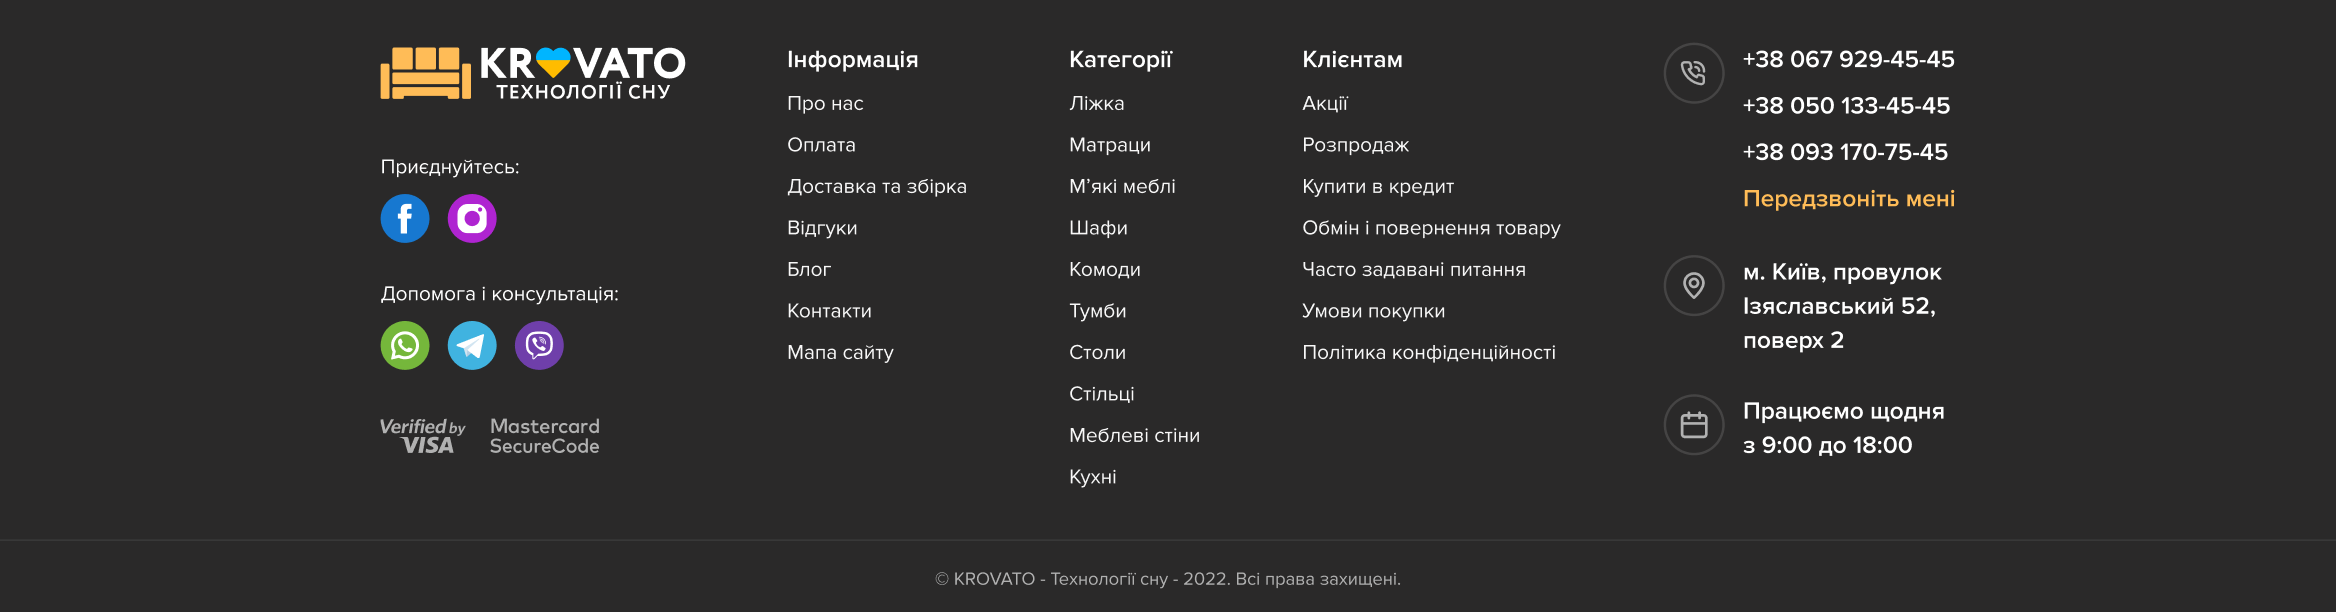 KROVATO
ТЕХНОЛОГІЇ СНУ
Приєднуйтесь:
Допомога і консультація:
Verified by
VISA
Mastercard
SecureCode
Інформація
Про нас
Оплата
Доставка та збірка
Відгуки
Блог
Контакти
Мапа сайту
Категорії
Ліжка
Матраци
М’які меблі
Шафи
Комоди
Тумби
Столи
Стільці
Меблеві стіни
Кухні
Клієнтам
Акції
Розпродаж
Купити в кредит
Обмін і повернення товару
Часто задавані питання
Умови покупки
Політика конфіденційності
+38 067 929-45-45
+38 050 133-45-45
+38 093 170-75-45
Передзвоніть мені
м. Київ, провулок
Ізяславський 52,
поверх 2
Працюємо щодня
з 9:00 до 18:00
© KROVATO - Технології сну - 2022. Всі права захищені.